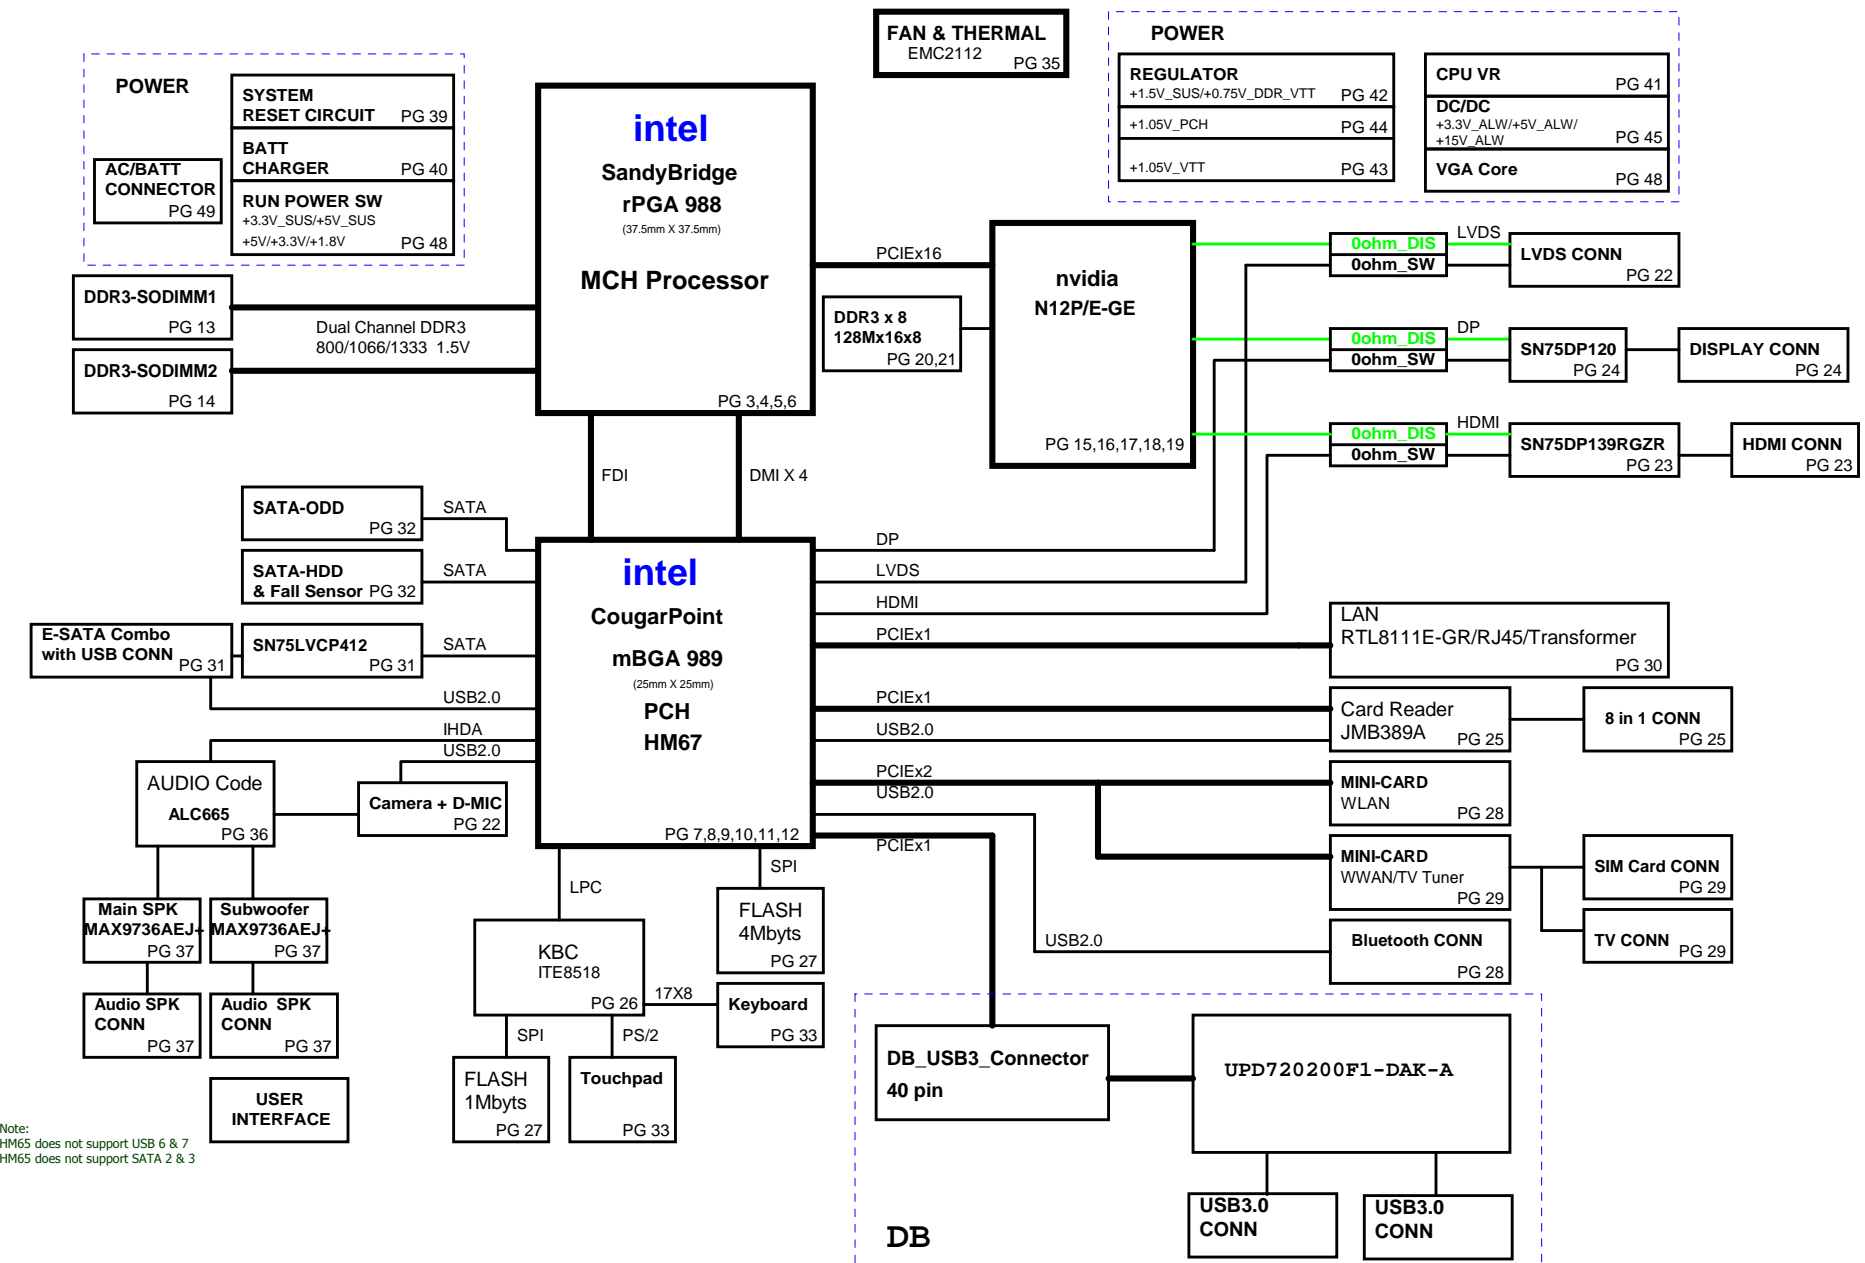 FAN & THERMAL
EMC2112
PG 35
POWER
SYSTEM
RESET CIRCUIT
PG 39
BATT
CHARGER
PG 40
RUN POWER SW
+3.3V_SUS/+5V_SUS
+5V/+3.3V/+1.8V
PG 48
AC/BATT
CONNECTOR
PG 49
POWER
REGULATOR
+1.5V_SUS/+0.75V_DDR_VTT
PG 42
+1.05V_PCH
PG 44
+1.05V_VTT
PG 43
CPU VR
PG 41
DC/DC
+3.3V_ALW/+5V_ALW/
+15V_ALW
PG 45
VGA Core
PG 48
intel
SandyBridge
rPGA 988
(37.5mm X 37.5mm)
MCH Processor
PG 3,4,5,6
DDR3-SODIMM1
PG 13
DDR3-SODIMM2
PG 14
Dual Channel DDR3
800/1066/1333 1.5V
PCIEx16
DDR3 x 8
128Mx16x8
PG 20,21
nvidia
N12P/E-GE
PG 15,16,17,18,19
0ohm_DIS
0ohm_SW
LVDS
LVDS CONN
PG 22
0ohm_DIS
0ohm_SW
DP
SN75DP120
PG 24
DISPLAY CONN
PG 24
0ohm_DIS
0ohm_SW
HDMI
SN75DP139RGZR
PG 23
HDMI CONN
PG 23
FDI
DMI X 4
SATA-ODD
PG 32
SATA
SATA-HDD
& Fall Sensor
PG 32
SATA
E-SATA Combo
with USB CONN
PG 31
SN75LVCP412
PG 31
SATA
USB2.0
IHDA
USB2.0
intel
CougarPoint
mBGA 989
(25mm X 25mm)
PCH
HM67
PG 7,8,9,10,11,12
DP
LVDS
HDMI
PCIEx1
LAN
RTL8111E-GR/RJ45/Transformer
PG 30
PCIEx1
USB2.0
Card Reader
JMB389A
PG 25
8 in 1 CONN
PG 25
PCIEx2
USB2.0
MINI-CARD
WLAN
PG 28
PCIEx1
MINI-CARD
WWAN/TV Tuner
PG 29
SIM Card CONN
PG 29
TV CONN
PG 29
USB2.0
Bluetooth CONN
PG 28
AUDIO Code
ALC665
PG 36
Camera + D-MIC
PG 22
Main SPK
MAX9736AEJ+
PG 37
Subwoofer
MAX9736AEJ+
PG 37
Audio SPK
CONN
PG 37
Audio SPK
CONN
PG 37
USER
INTERFACE
LPC
SPI
FLASH
4Mbyts
PG 27
KBC
ITE8518
PG 26
17X8
Keyboard
PG 33
SPI
PS/2
FLASH
1Mbyts
PG 27
Touchpad
PG 33
DB_USB3_Connector
40 pin
UPD720200F1-DAK-A
USB3.0
CONN
USB3.0
CONN
DB
Note:
HM65 does not support USB 6 & 7
HM65 does not support SATA 2 & 3